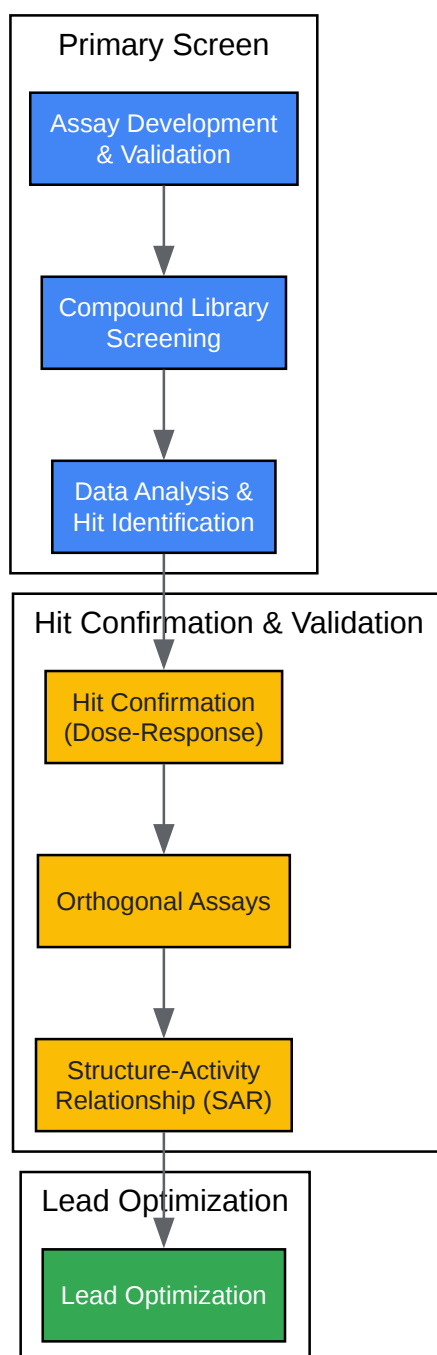 Primary Screen
Assay Development
& Validation
Compound Library
Screening
Data Analysis &
Hit Identification
Hit Confirmation & Validation
Hit Confirmation
(Dose-Response)
Orthogonal Assays
Structure-Activity
Relationship (SAR)
Lead Optimization
Lead Optimization